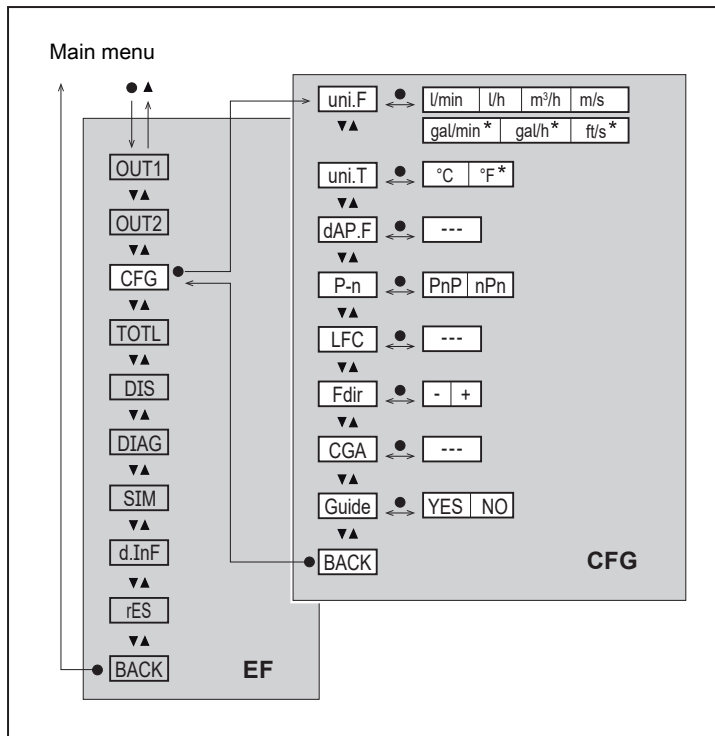 Main menu
OUT1
OUT2
CFG
TOTL
DIS
DIAG
SIM
d.InF
rES
BACK
EF
uni.F
l/min l/h m³/h m/s
gal/min* gal/h* ft/s*
uni.T
°C °F*
dAP.F
---
P-n
PnP nPn
LFC
---
Fdir
- +
CGA
---
Guide
YES NO
BACK
CFG